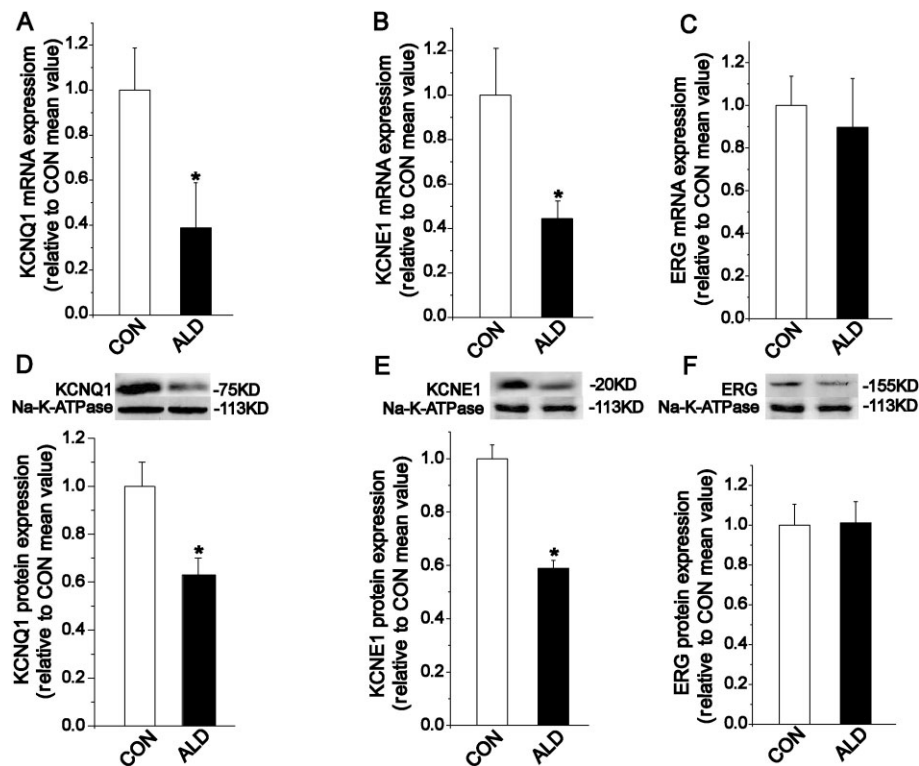 A
KCNQ1 mRNA expressiom
(relative to CON mean value)
1.2
1.0
0.8
0.6
0.4
0.2
0.0
*
CON
ALD
B
KCNE1 mRNA expressiom
(relative to CON mean value)
1.2
1.0
0.8
0.6
0.4
0.2
0.0
*
CON
ALD
C
ERG mRNA expressiom
(relative to CON mean value)
1.2
1.0
0.8
0.6
0.4
0.2
0.0
CON
ALD
D
KCNQ1 -75KD
Na-K-ATPase -113KD
KCNQ1 protein expression
(relative to CON mean value)
1.0
0.8
0.6
0.4
0.2
0.0
*
CON
ALD
E
KCNE1 -20KD
Na-K-ATPase -113KD
KCNE1 protein expression
(relative to CON mean value)
1.0
0.8
0.6
0.4
0.2
0.0
*
CON
ALD
F
ERG -155KD
Na-K-ATPase -113KD
ERG protein expression
(relative to CON mean value)
1.2
1.0
0.8
0.6
0.4
0.2
0.0
CON
ALD